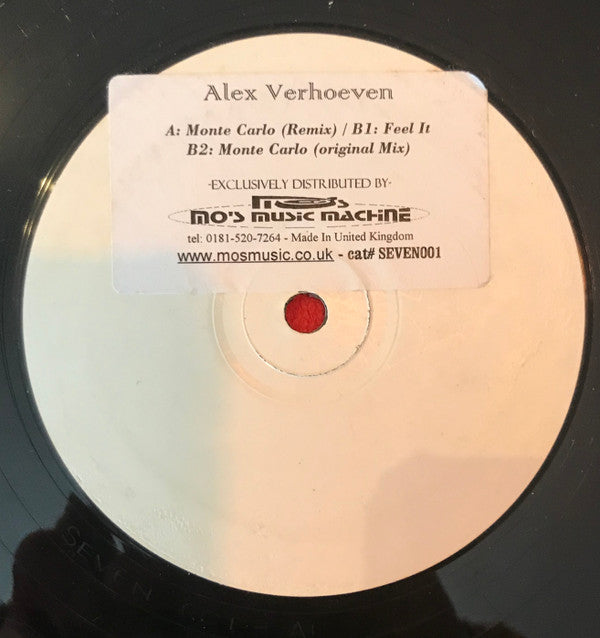 Alex Verhoeven
A: Monte Carlo (Remix) / B1: Feel It
B2: Monte Carlo (original Mix)
-EXCLUSIVELY DISTRIBUTED BY-
MO'S MUSIC MACHINE
tel: 0181-520-7264 - Made In United Kingdom
www.mosmusic.co.uk - cat# SEVEN001
SEVEN